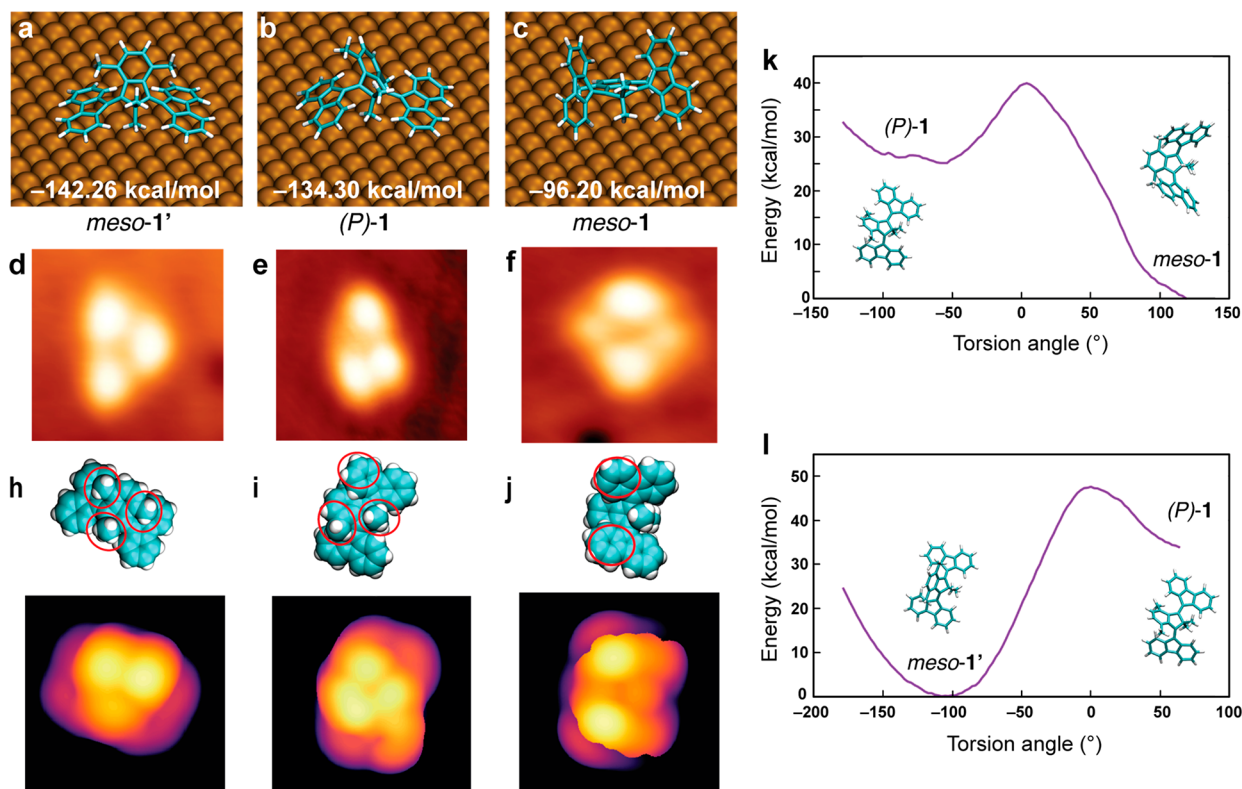 a
b
c
–142.26 kcal/mol
–134.30 kcal/mol
–96.20 kcal/mol
meso-1’
(P)-1
meso-1
d
e
f
h
i
j
k
Energy (kcal/mol)
40
30
20
10
0
(P)-1
meso-1
–150
–100
–50
0
50
100
150
Torsion angle (°)
l
Energy (kcal/mol)
50
40
30
20
10
0
(P)-1
meso-1’
–200
–150
–100
–50
0
50
100
Torsion angle (°)